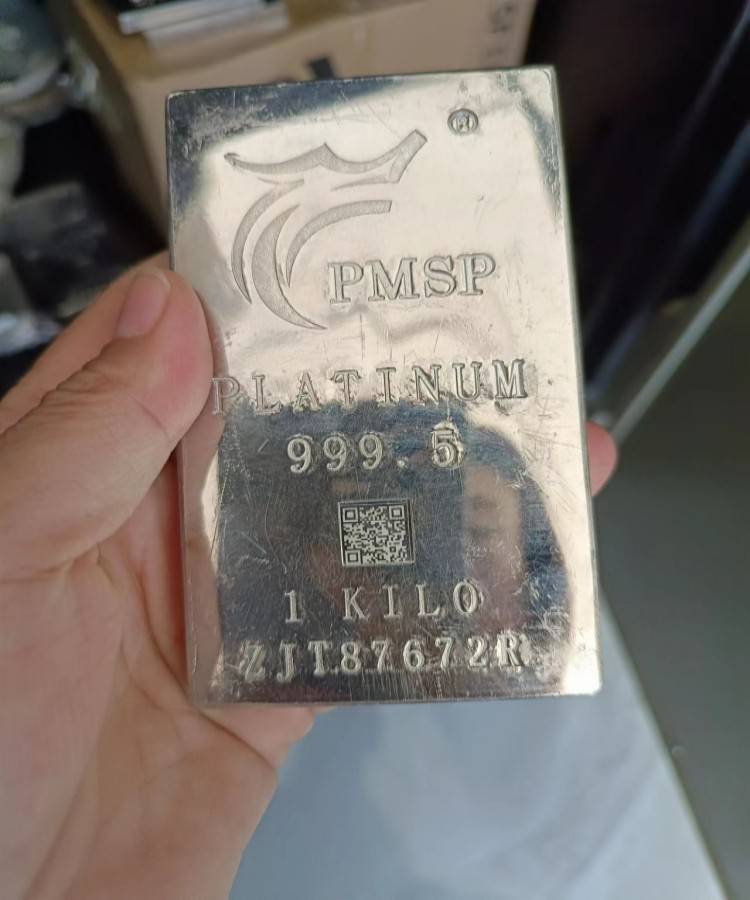 ®
PMSP
PLATINUM
999.5
1 KILO
ZJT87672R